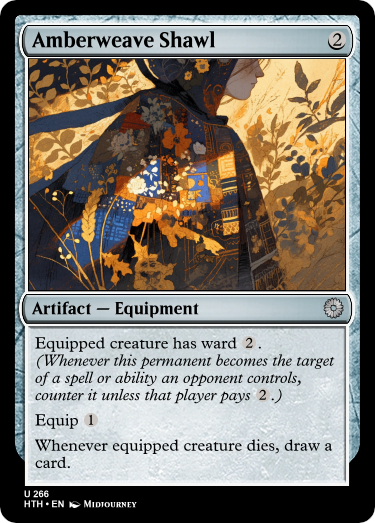 Amberweave Shawl 2
Artifact — Equipment
Equipped creature has ward 2.
(Whenever this permanent becomes the target
of a spell or ability an opponent controls,
counter it unless that player pays 2.)
Equip 1
Whenever equipped creature dies, draw a
card.
U 266
HTH • EN Midjourney